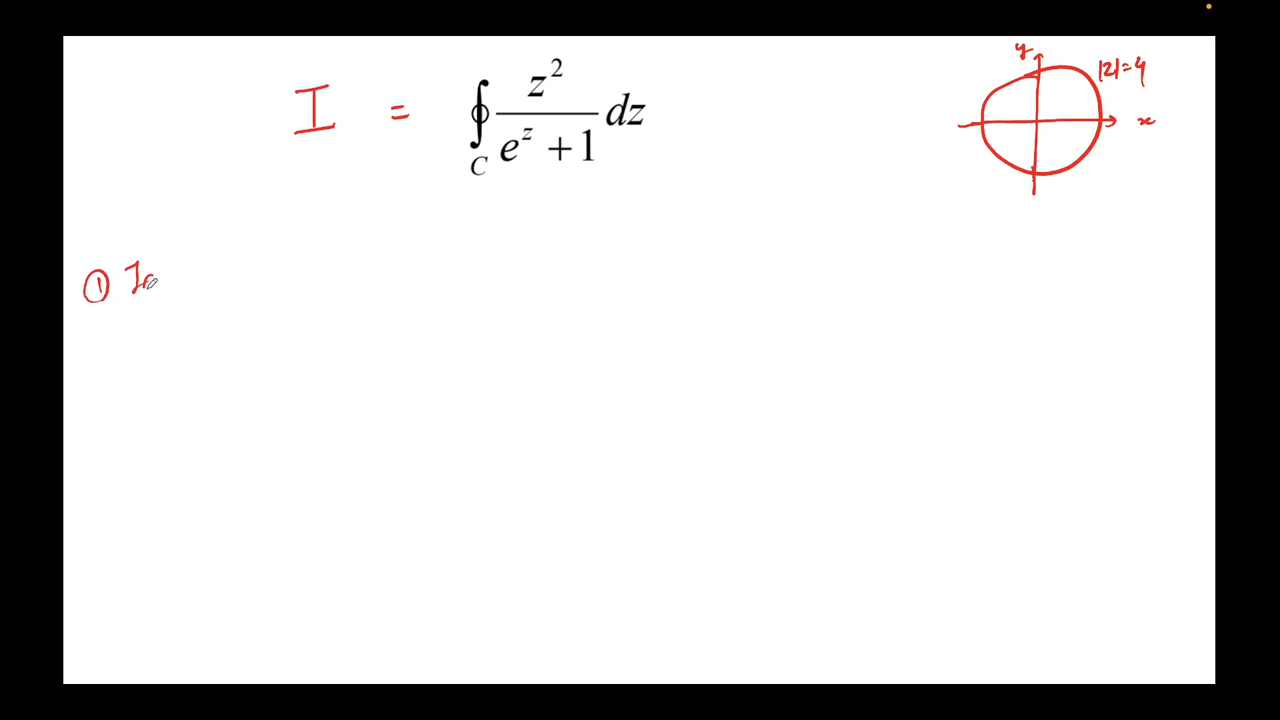 I = ∮_C z^2/(e^z + 1) dz
y
|z|=4
x
①